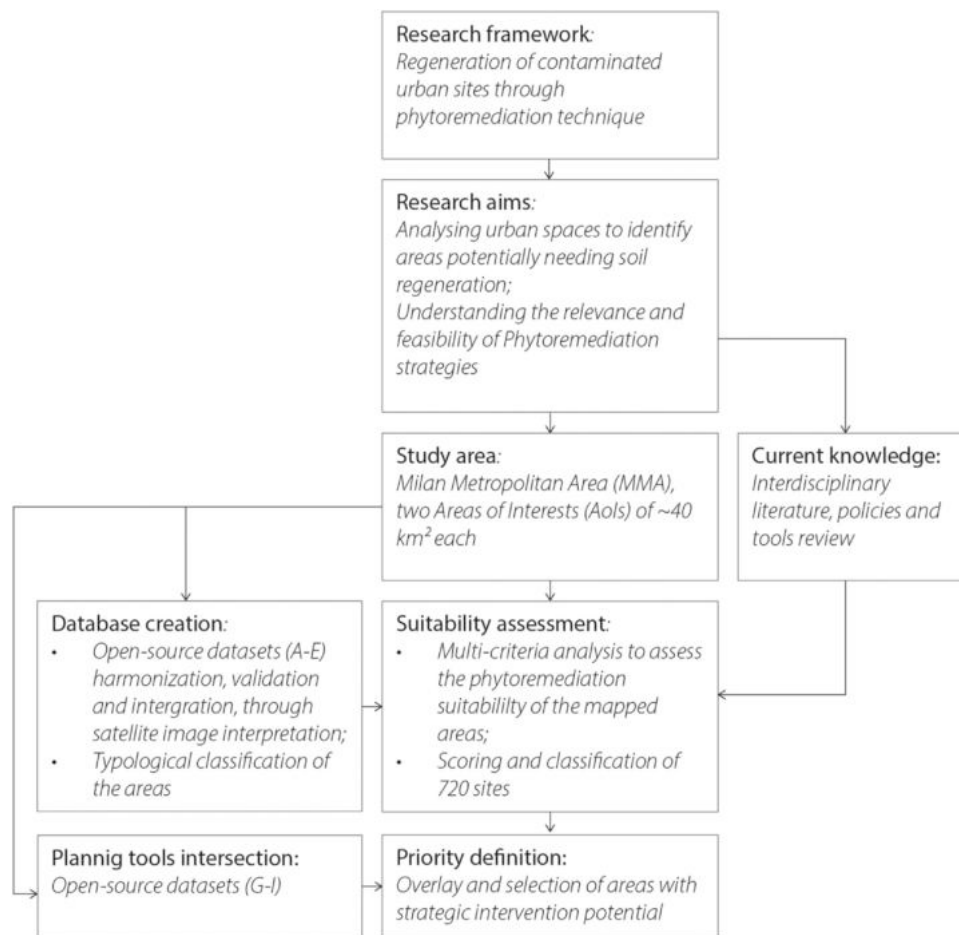 Research framework:
Regeneration of contaminated
urban sites through
phytoremediation technique
Research aims:
Analysing urban spaces to identify
areas potentially needing soil
regeneration;
Understanding the relevance and
feasibility of Phytoremediation
strategies
Study area:
Milan Metropolitan Area (MMA),
two Areas of Interests (AoIs) of ~40
km² each
Current knowledge:
Interdisciplinary
literature, policies and
tools review
Database creation:
• Open-source datasets (A-E)
harmonization, validation
and intergration, through
satellite image interpretation;
• Typological classification of
the areas
Suitability assessment:
• Multi-criteria analysis to assess
the phytoremediation
suitabililty of the mapped
areas;
• Scoring and classification of
720 sites
Plannig tools intersection:
Open-source datasets (G-I)
Priority definition:
Overlay and selection of areas with
strategic intervention potential